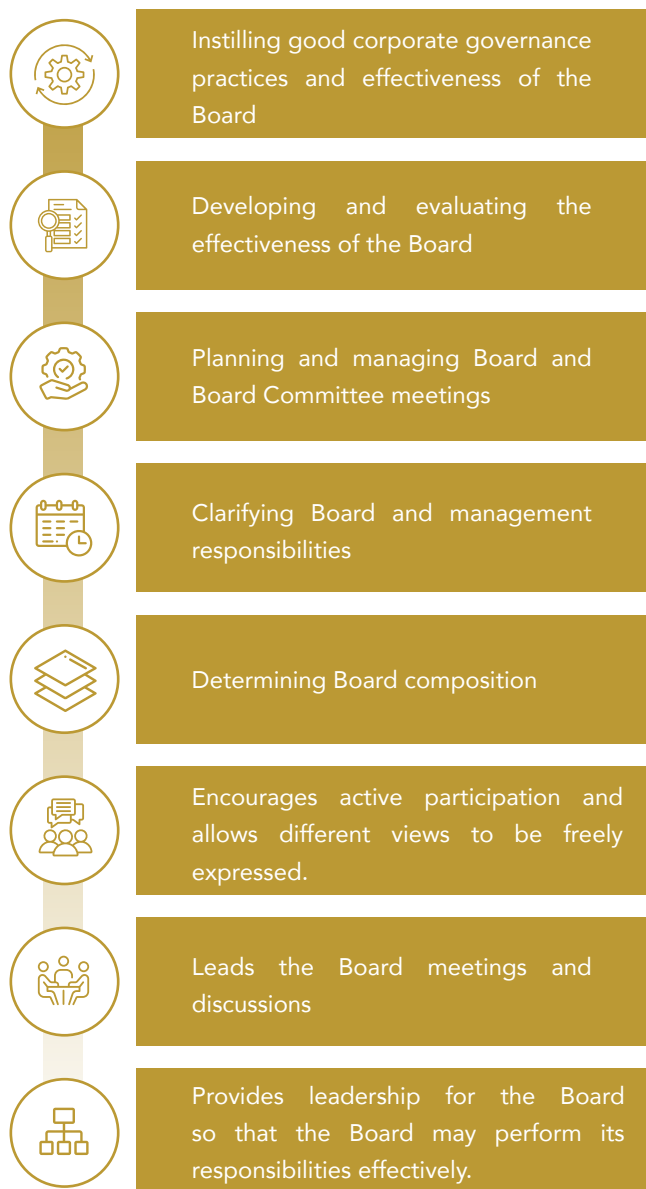 Instilling good corporate governance
practices and effectiveness of the
Board
Developing and evaluating the
effectiveness of the Board
Planning and managing Board and
Board Committee meetings
Clarifying Board and management
responsibilities
Determining Board composition
Encourages active participation and
allows different views to be freely
expressed.
Leads the Board meetings and
discussions
Provides leadership for the Board
so that the Board may perform its
responsibilities effectively.